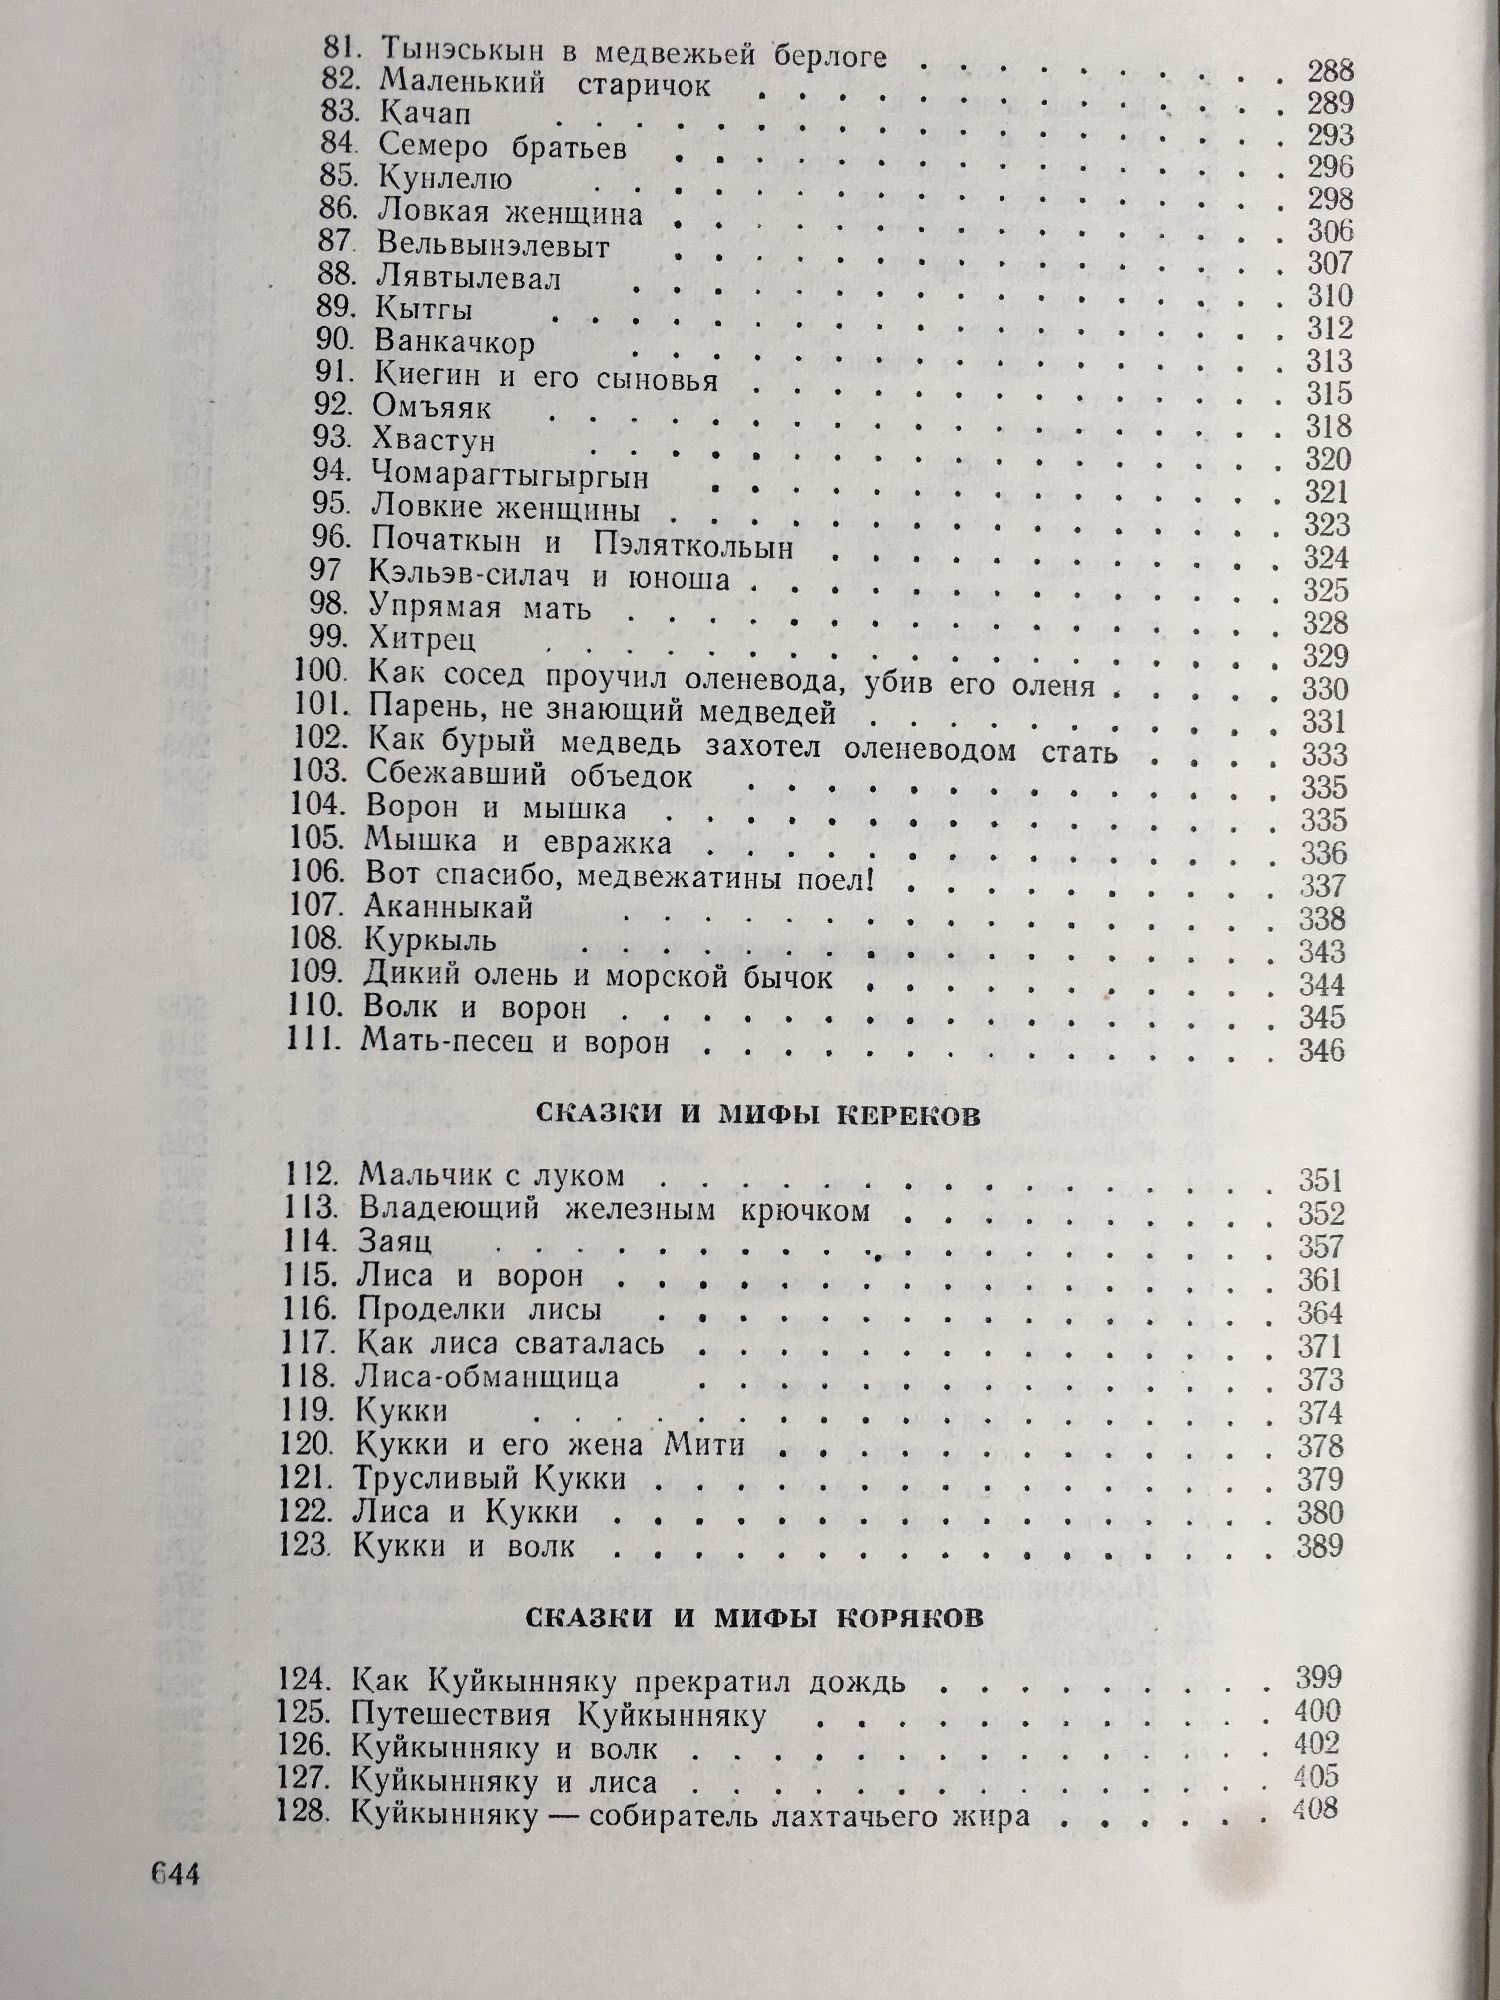 81. Тынэськын в медвежьей берлоге . . . . . . . . . . 288
82. Маленький старичок . . . . . . . . . . . . . . 289
83. Качап . . . . . . . . . . . . . . . . . . . 293
84. Семеро братьев . . . . . . . . . . . . . . . . 296
85. Кунлелю . . . . . . . . . . . . . . . . . . 298
86. Ловкая женщина . . . . . . . . . . . . . . . . 306
87. Вельвынэлевыт . . . . . . . . . . . . . . . . 307
88. Лявтылевал . . . . . . . . . . . . . . . . . 310
89. Кытгы . . . . . . . . . . . . . . . . . . . 312
90. Ванкачкор . . . . . . . . . . . . . . . . . 313
91. Киегин и его сыновья . . . . . . . . . . . . . . 315
92. Омъяяк . . . . . . . . . . . . . . . . . . . 318
93. Хвастун . . . . . . . . . . . . . . . . . . 320
94. Чомарагтыгыргын . . . . . . . . . . . . . . . 321
95. Ловкие женщины . . . . . . . . . . . . . . . . 323
96. Початкын и Пэляткольын . . . . . . . . . . . . 324
97 Кэльэв-силач и юноша . . . . . . . . . . . . . . 325
98. Упрямая мать . . . . . . . . . . . . . . . . . 328
99. Хитрец . . . . . . . . . . . . . . . . . . . 329
100. Как сосед проучил оленевода, убив его оленя . . . . . 330
101. Парень, не знающий медведей . . . . . . . . . . . 331
102. Как бурый медведь захотел оленеводом стать . . . . 333
103. Сбежавший объедок . . . . . . . . . . . . . . 335
104. Ворон и мышка . . . . . . . . . . . . . . . . 335
105. Мышка и евражка . . . . . . . . . . . . . . . 336
106. Вот спасибо, медвежатины поел! . . . . . . . . . . 337
107. Аканныкай . . . . . . . . . . . . . . . . . 338
108. Куркыль . . . . . . . . . . . . . . . . . . 343
109. Дикий олень и морской бычок . . . . . . . . . . . 344
110. Волк и ворон . . . . . . . . . . . . . . . . . 345
111. Мать-песец и ворон . . . . . . . . . . . . . . . 346
СКАЗКИ И МИФЫ КЕРЕКОВ
112. Мальчик с луком . . . . . . . . . . . . . . . . 351
113. Владеющий железным крючком . . . . . . . . . . 352
114. Заяц . . . . . . . . . . . . . . . . . . . . 357
115. Лиса и ворон . . . . . . . . . . . . . . . . . 361
116. Проделки лисы . . . . . . . . . . . . . . . . 364
117. Как лиса сваталась . . . . . . . . . . . . . . . 371
118. Лиса-обманщица . . . . . . . . . . . . . . . 373
119. Кукки . . . . . . . . . . . . . . . . . . . 374
120. Кукки и его жена Мити . . . . . . . . . . . . . 378
121. Трусливый Кукки . . . . . . . . . . . . . . . . 379
122. Лиса и Кукки . . . . . . . . . . . . . . . . . 380
123. Кукки и волк . . . . . . . . . . . . . . . . . 389
СКАЗКИ И МИФЫ КОРЯКОВ
124. Как Куйкынняку прекратил дождь . . . . . . . . . 399
125. Путешествия Куйкынняку . . . . . . . . . . . . 400
126. Куйкынняку и волк . . . . . . . . . . . . . . . 402
127. Куйкынняку и лиса . . . . . . . . . . . . . . . 405
128. Куйкынняку — собиратель лахтачьего жира . . . . . . 408
644